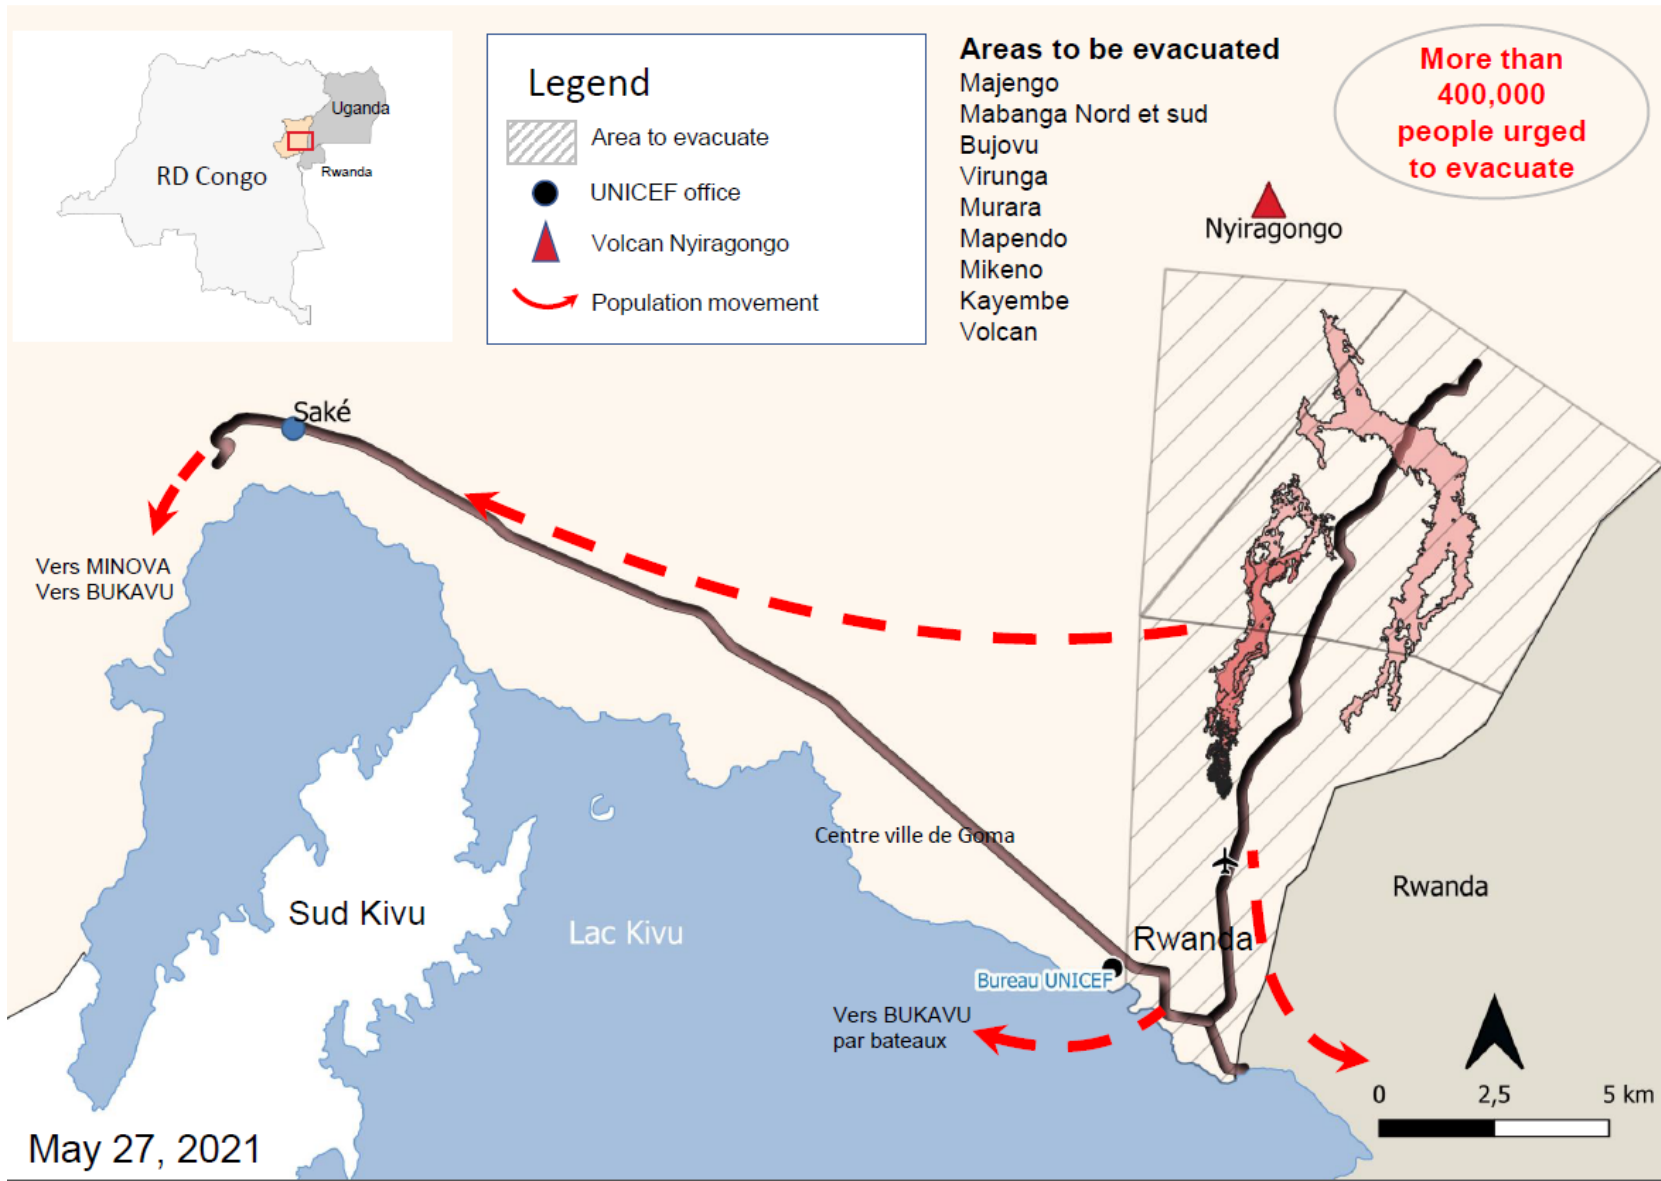 Uganda
RD Congo
Rwanda
Legend
Area to evacuate
UNICEF office
Volcan Nyiragongo
Population movement
Areas to be evacuated
Majengo
Mabanga Nord et sud
Bujovu
Virunga
Murara
Mapendo
Mikeno
Kayembe
Volcan
More than
400,000
people urged
to evacuate
Nyiragongo
Saké
Vers MINOVA
Vers BUKAVU
Centre ville de Goma
Sud Kivu
Lac Kivu
Rwanda
Rwanda
Bureau UNICEF
Vers BUKAVU
par bateaux
0 2,5 5 km
May 27, 2021